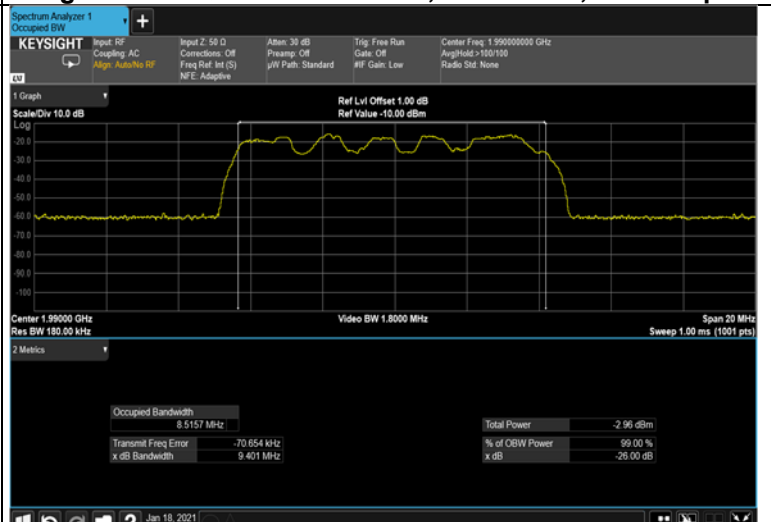 Spectrum Analyzer 1
Occupied BW
+
KEYSIGHT
LXI
Input: RF
Coupling: AC
Align: Auto/No RF
Input Z: 50 Ω
Corrections: Off
Freq Ref: Int (S)
NFE: Adaptive
Atten: 30 dB
Preamp: Off
µW Path: Standard
Trig: Free Run
Gate: Off
#IF Gain: Low
Center Freq: 1.990000000 GHz
Avg|Hold:>100/100
Radio Std: None
1 Graph
Scale/Div 10.0 dB
Ref Lvl Offset 1.00 dB
Ref Value -10.00 dBm
Log
-20.0
-30.0
-40.0
-50.0
-60.0
-70.0
-80.0
-90.0
-100
Center 1.99000 GHz
Res BW 180.00 kHz
Video BW 1.8000 MHz
Span 20 MHz
Sweep 1.00 ms (1001 pts)
2 Metrics
Occupied Bandwidth
8.5157 MHz
Transmit Freq Error -70.654 kHz
x dB Bandwidth 9.401 MHz
Total Power -2.96 dBm
% of OBW Power 99.00 %
x dB -26.00 dB
?
Jan 18, 2021